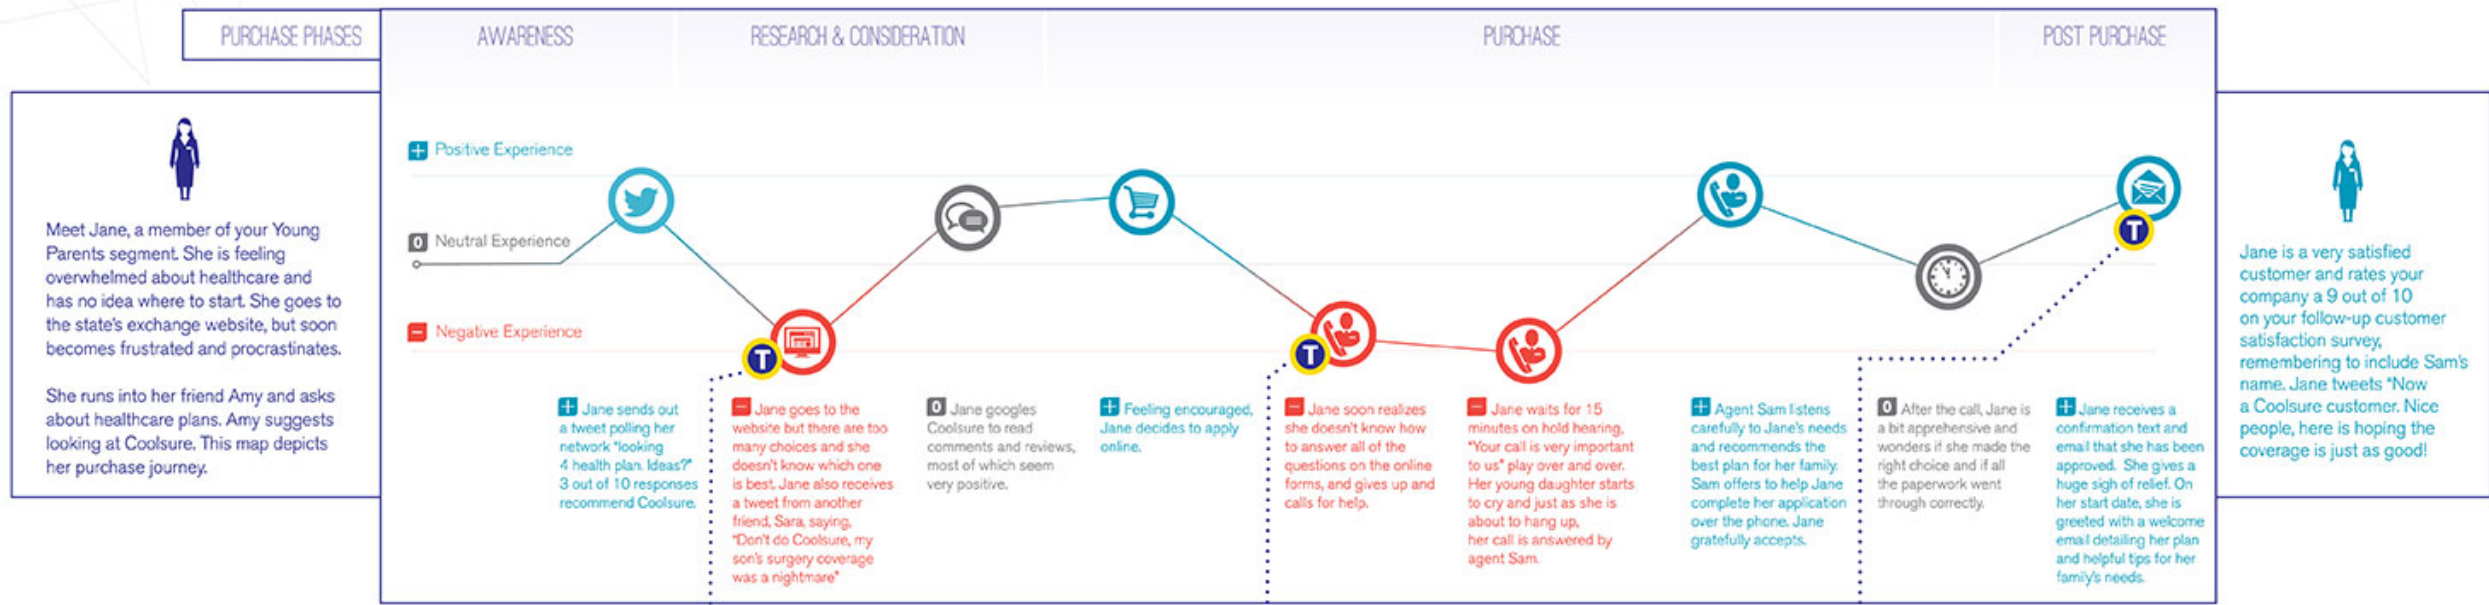 PURCHASE PHASES
AWARENESS
RESEARCH & CONSIDERATION
PURCHASE
POST PURCHASE
Meet Jane, a member of your Young
Parents segment. She is feeling
overwhelmed about healthcare and
has no idea where to start. She goes to
the state's exchange website, but soon
becomes frustrated and procrastinates.
She runs into her friend Amy and asks
about healthcare plans. Amy suggests
looking at Coolsure. This map depicts
her purchase journey.
+ Positive Experience
0 Neutral Experience
- Negative Experience
T
T
T
+ Jane sends out
a tweet polling her
network "looking
4 health plan. Ideas?"
3 out of 10 responses
recommend Coolsure.
- Jane goes to the
website but there are too
many choices and she
doesn't know which one
is best. Jane also receives
a tweet from another
friend, Sara, saying,
"Don't do Coolsure, my
son's surgery coverage
was a nightmare"
0 Jane googles
Coolsure to read
comments and reviews,
most of which seem
very positive.
+ Feeling encouraged,
Jane decides to apply
online.
- Jane soon realizes
she doesn't know how
to answer all of the
questions on the online
forms, and gives up and
calls for help.
- Jane waits for 15
minutes on hold hearing,
"Your call is very important
to us" play over and over.
Her young daughter starts
to cry and just as she is
about to hang up,
her call is answered by
agent Sam.
+ Agent Sam listens
carefully to Jane's needs
and recommends the
best plan for her family.
Sam offers to help Jane
complete her application
over the phone. Jane
gratefully accepts.
0 After the call, Jane is
a bit apprehensive and
wonders if she made the
right choice and if all
the paperwork went
through correctly.
+ Jane receives a
confirmation text and
email that she has been
approved. She gives a
huge sigh of relief. On
her start date, she is
greeted with a welcome
email detailing her plan
and helpful tips for her
family's needs.
Jane is a very satisfied
customer and rates your
company a 9 out of 10
on your follow-up customer
satisfaction survey,
remembering to include Sam's
name. Jane tweets "Now
a Coolsure customer. Nice
people, here is hoping the
coverage is just as good!